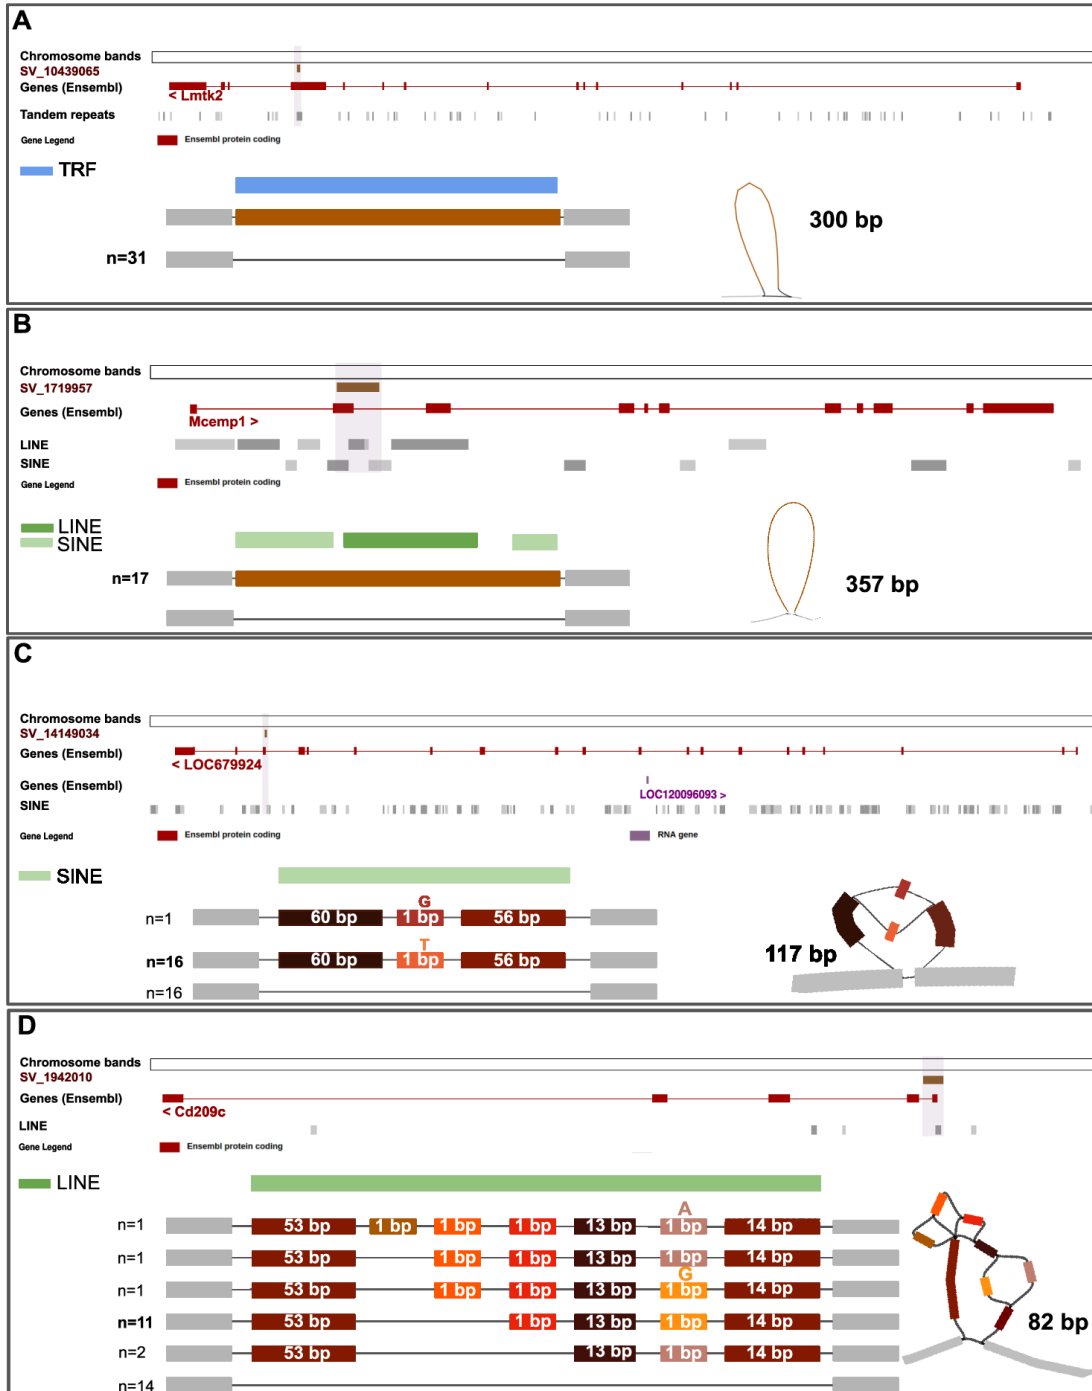 A
Chromosome bands
SV_10439065
Genes (Ensembl)
< Lmtk2
Tandem repeats
Gene Legend
Ensembl protein coding
TRF
300 bp
n=31
B
Chromosome bands
SV_1719957
Genes (Ensembl)
Mcemp1 >
LINE
SINE
Gene Legend
Ensembl protein coding
LINE
SINE
n=17
357 bp
C
Chromosome bands
SV_14149034
Genes (Ensembl)
< LOC679924
Genes (Ensembl)
LOC120096093 >
SINE
Gene Legend
Ensembl protein coding
RNA gene
SINE
G
n=1 60 bp 1 bp 56 bp
T
n=16 60 bp 1 bp 56 bp
117 bp
n=16
D
Chromosome bands
SV_1942010
Genes (Ensembl)
< Cd209c
LINE
Gene Legend
Ensembl protein coding
LINE
A
n=1 53 bp 1 bp 1 bp 1 bp 13 bp 1 bp 14 bp
n=1 53 bp 1 bp 1 bp 13 bp 1 bp 14 bp
G
n=1 53 bp 1 bp 1 bp 13 bp 1 bp 14 bp
n=11 53 bp 1 bp 13 bp 1 bp 14 bp
82 bp
n=2 53 bp 13 bp 1 bp 14 bp
n=14